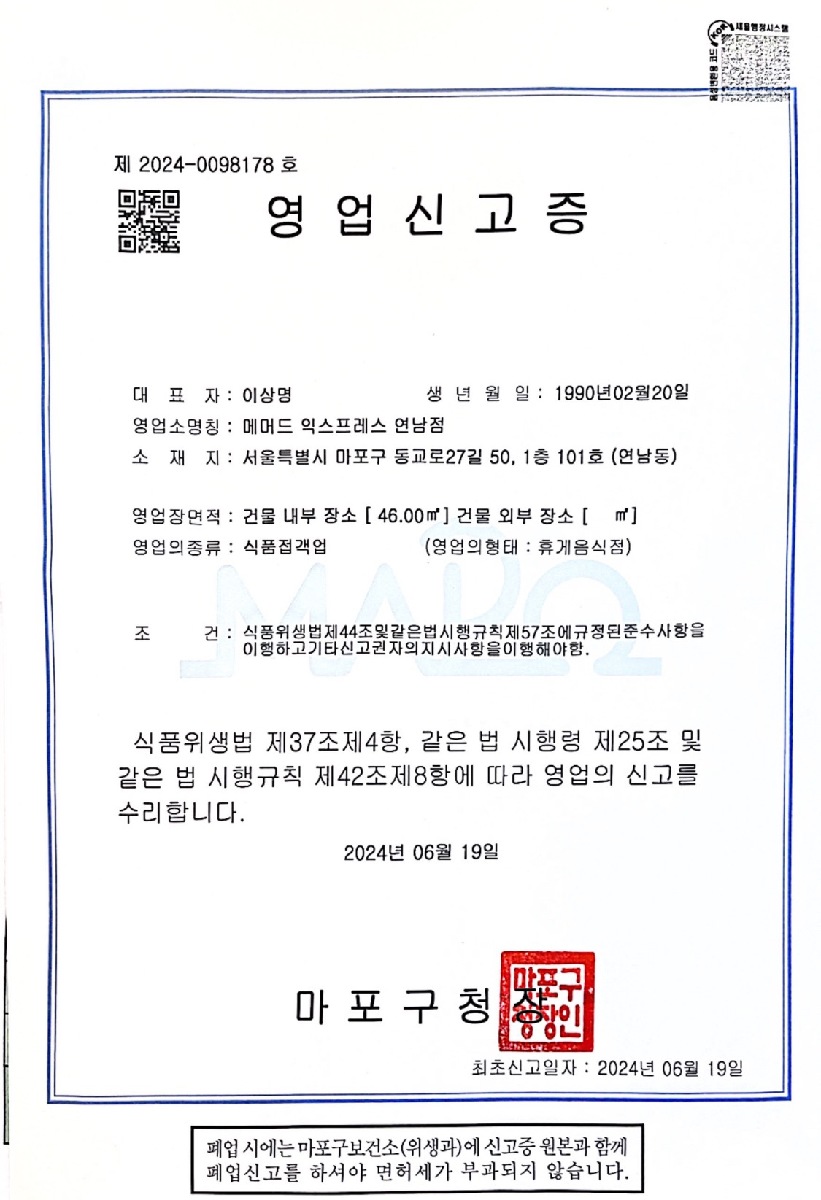 새올행정시스템
음성변환용 코드
제 2024-0098178 호
영 업 신 고 증
대 표 자 : 이상명 생 년 월 일 : 1990년02월20일
영업소명칭 : 메머드 익스프레스 연남점
소 재 지 : 서울특별시 마포구 동교로27길 50, 1층 101호 (연남동)
영업장면적 : 건물 내부 장소 [ 46.00㎡ ] 건물 외부 장소 [ ㎡ ]
영업의종류 : 식품접객업 (영업의형태 : 휴게음식점)
MAPO
조 건 : 식품위생법제44조및같은법시행규칙제57조에규정된준수사항을
이행하고기타신고권자의지시사항을이행해야함.
식품위생법 제37조제4항, 같은 법 시행령 제25조 및
같은 법 시행규칙 제42조제8항에 따라 영업의 신고를
수리합니다.
2024년 06월 19일
마 포 구 청 장
마포구
청장인
최초신고일자 : 2024년 06월 19일
폐업 시에는 마포구보건소(위생과)에 신고증 원본과 함께
폐업신고를 하셔야 면허세가 부과되지 않습니다.